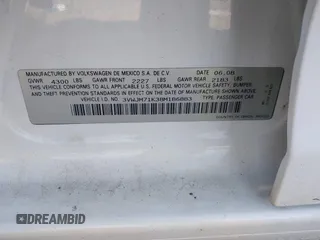 MANUFACTURED BY VOLKSWAGEN DE MEXICO S.A. DE C.V. DATE 06.08
GVWR 4300 LBS GAWR FRONT 2227 LBS GAWR REAR 2183 LBS
THIS VEHICLE CONFORMS TO ALL APPLICABLE U.S. FEDERAL MOTOR VEHICLE SAFETY, BUMPER,
AND THEFT PREVENTION STANDARDS IN EFFECT ON THE DATE OF MANUFACTURE SHOWN ABOVE.
VEHICLE I.D. NO. TYPE PASSENGER CAR
DREAMBID